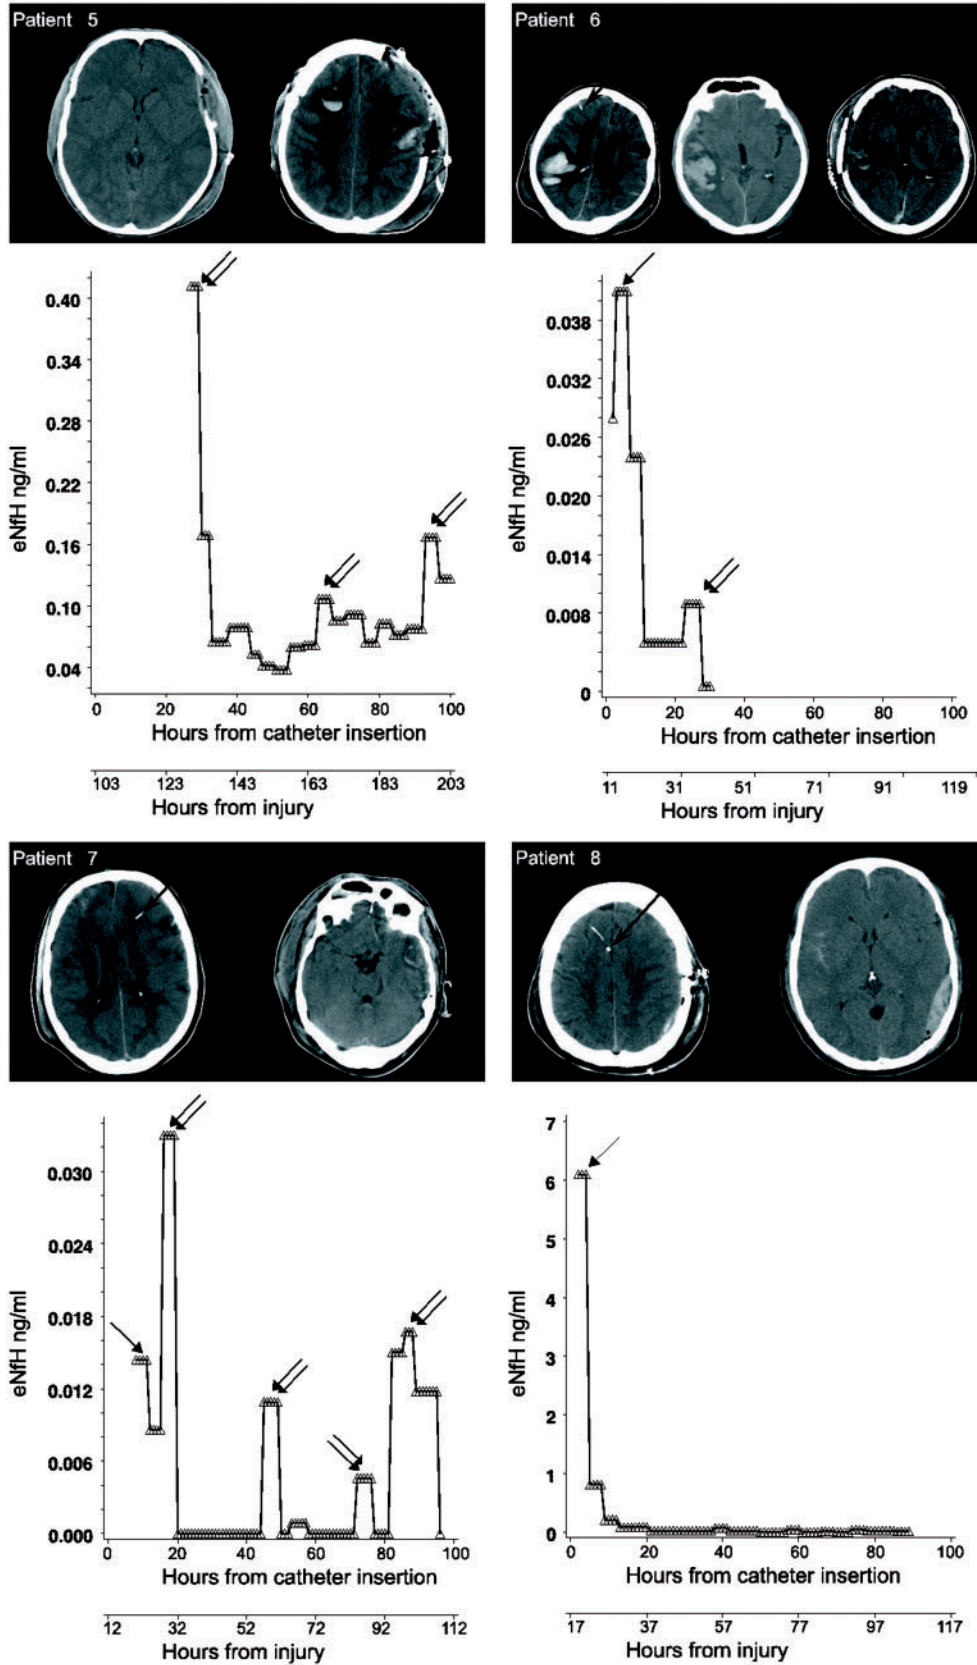 Patient 5
Patient 6
eNfH ng/ml
0.40
0.34
0.28
0.22
0.16
0.10
0.04
0 20 40 60 80 100
Hours from catheter insertion
103 123 143 163 183 203
Hours from injury
eNfH ng/ml
0.038
0.032
0.026
0.020
0.014
0.008
0
0 20 40 60 80 100
Hours from catheter insertion
11 31 51 71 91 119
Hours from injury
Patient 7
Patient 8
eNfH ng/ml
0.030
0.024
0.018
0.012
0.006
0.000
0 20 40 60 80 100
Hours from catheter insertion
12 32 52 72 92 112
Hours from injury
eNfH ng/ml
7
6
5
4
3
2
1
0
0 20 40 60 80 100
Hours from catheter insertion
17 37 57 77 97 117
Hours from injury